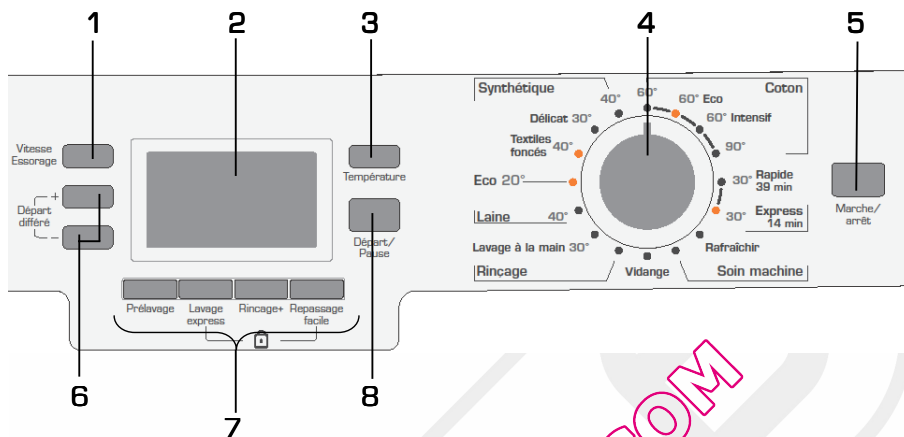 1
2
3
4
5
Vitesse
Essorage
+
Départ
différé
–
Température
Départ/
Pause
Prélavage
Lavage
express
Rinçage+
Repassage
facile
Synthétique
Coton
40°
60°
60° Eco
Délicat 30°
60° Intensif
Textiles
foncés 40°
90°
Eco 20°
30° Rapide
39 min
Laine 40°
30° Express
14 min
Lavage à la main 30°
Rafraîchir
Rinçage
Vidange
Soin machine
Marche/
arrêt
6
7
8
COM